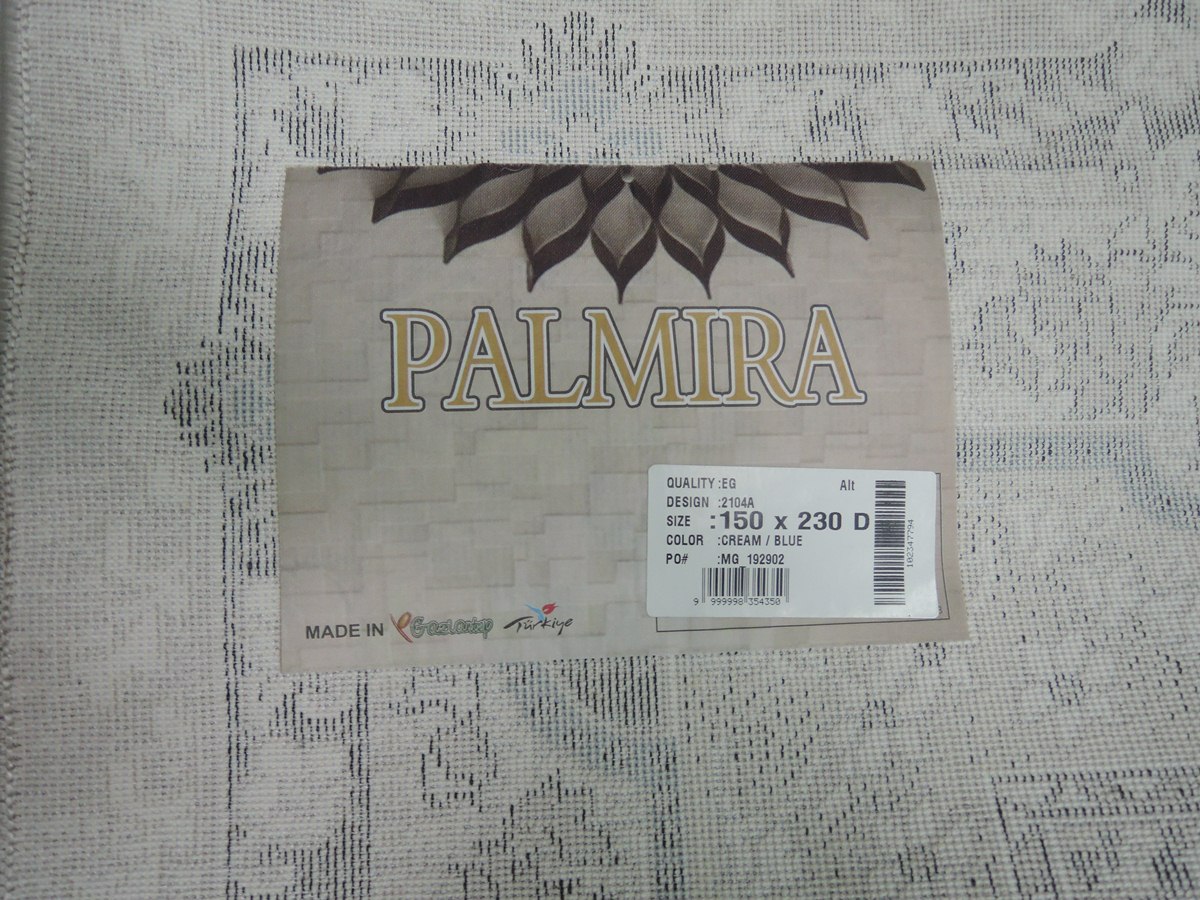 PALMIRA
QUALITY :EG Alt
DESIGN :2104A
SIZE :150 x 230 D
COLOR :CREAM / BLUE
PO# :MG 192902
9 999998 354350
102347794
MADE IN Gaziantep Türkiye